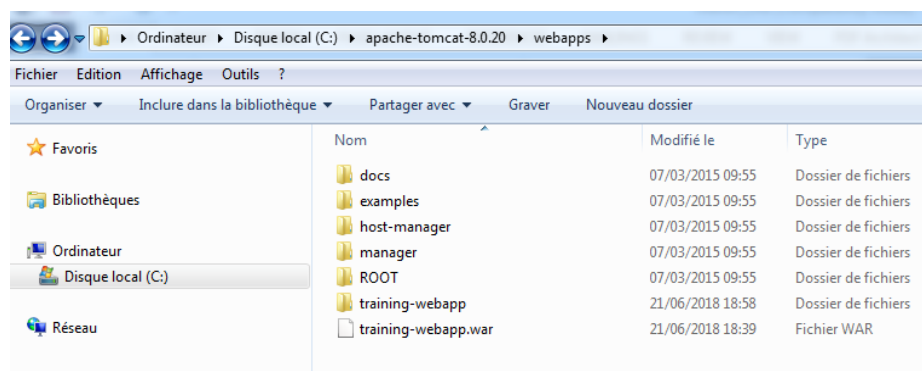 Ordinateur Disque local (C:) apache-tomcat-8.0.20 webapps
Fichier Edition Affichage Outils ?
Organiser Inclure dans la bibliothèque Partager avec Graver Nouveau dossier
Nom Modifié le Type
Favoris
Bibliothèques
Ordinateur
Disque local (C:)
Réseau
docs 07/03/2015 09:55 Dossier de fichiers
examples 07/03/2015 09:55 Dossier de fichiers
host-manager 07/03/2015 09:55 Dossier de fichiers
manager 07/03/2015 09:55 Dossier de fichiers
ROOT 07/03/2015 09:55 Dossier de fichiers
training-webapp 21/06/2018 18:58 Dossier de fichiers
training-webapp.war 21/06/2018 18:39 Fichier WAR